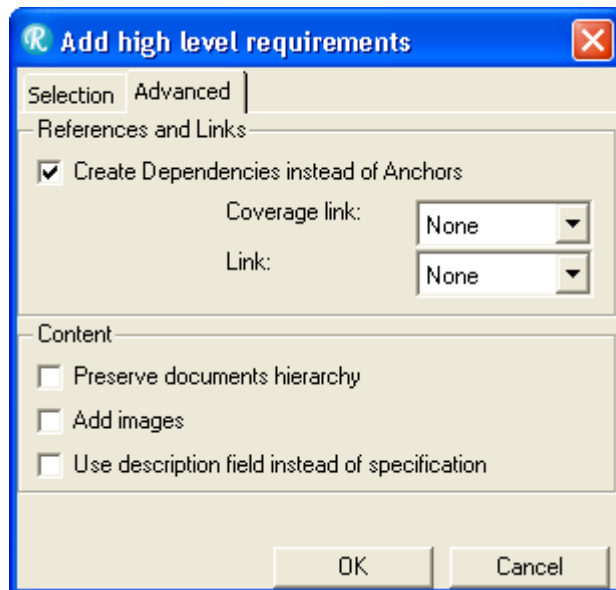 R Add high level requirements
Selection Advanced
References and Links
Create Dependencies instead of Anchors
Coverage link: None
Link: None
Content
Preserve documents hierarchy
Add images
Use description field instead of specification
OK Cancel